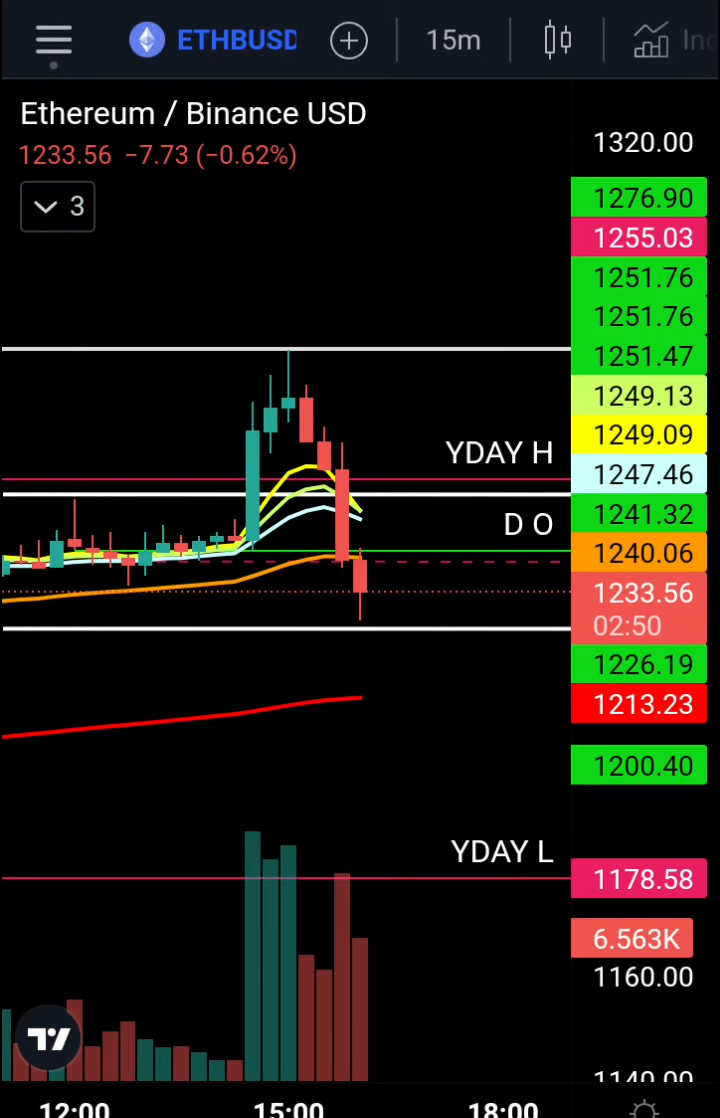 ETHBUSD
15m
Ind
Ethereum / Binance USD
1233.56 −7.73 (−0.62%)
3
1320.00
1276.90
1255.03
1251.76
1251.76
1251.47
1249.13
YDAY H
1249.09
1247.46
D O
1241.32
1240.06
1233.56
02:50
1226.19
1213.23
1200.40
YDAY L
1178.58
6.563K
1160.00
1140.00
12:00 15:00 18:00